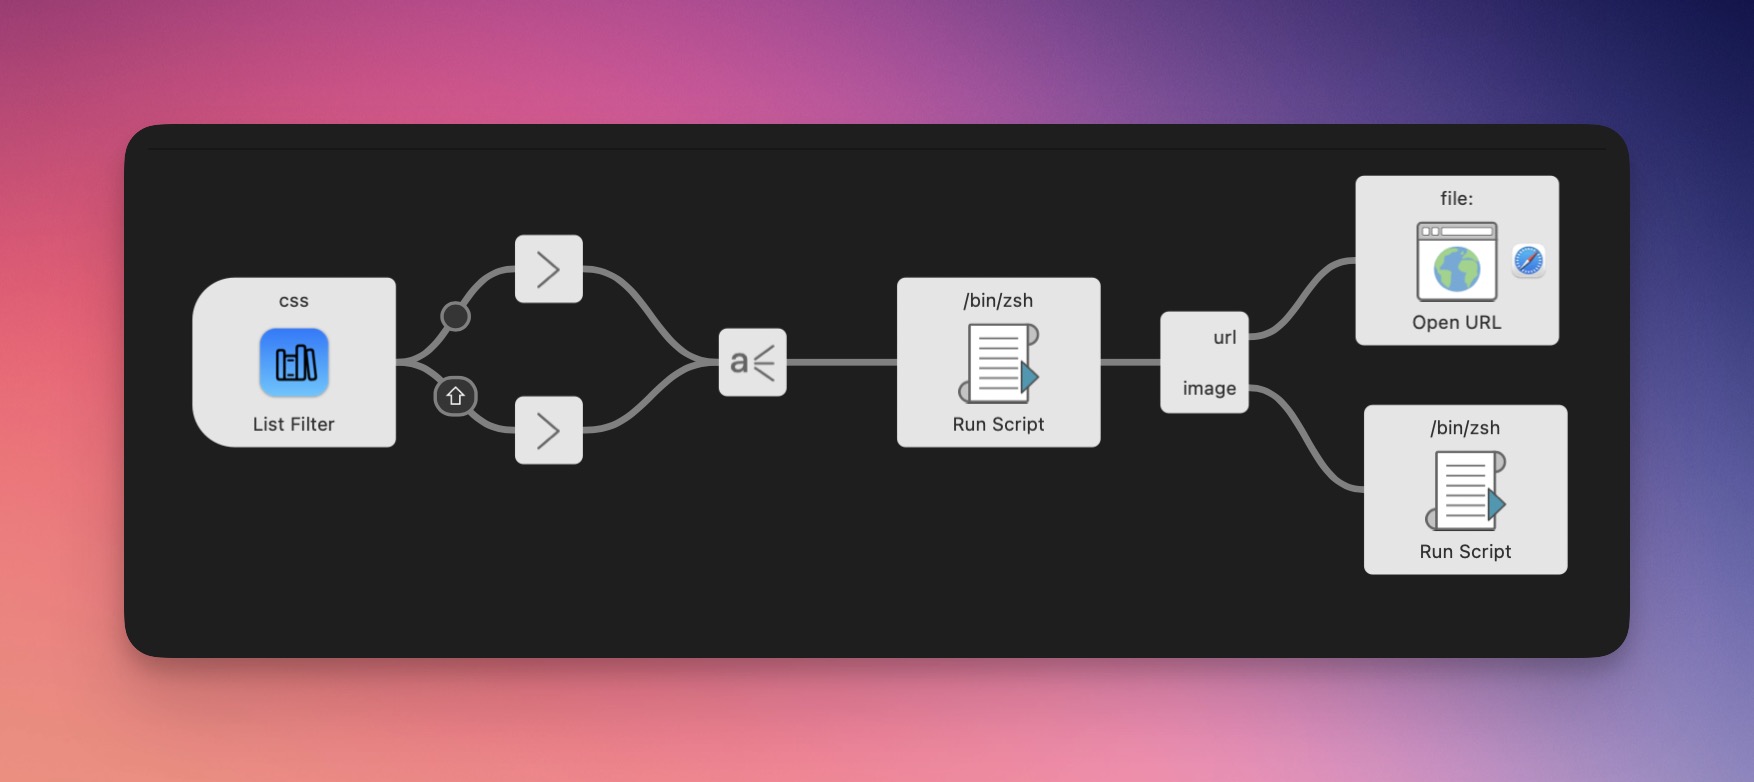 css
List Filter
a
/bin/zsh
Run Script
url
image
file:
Open URL
/bin/zsh
Run Script